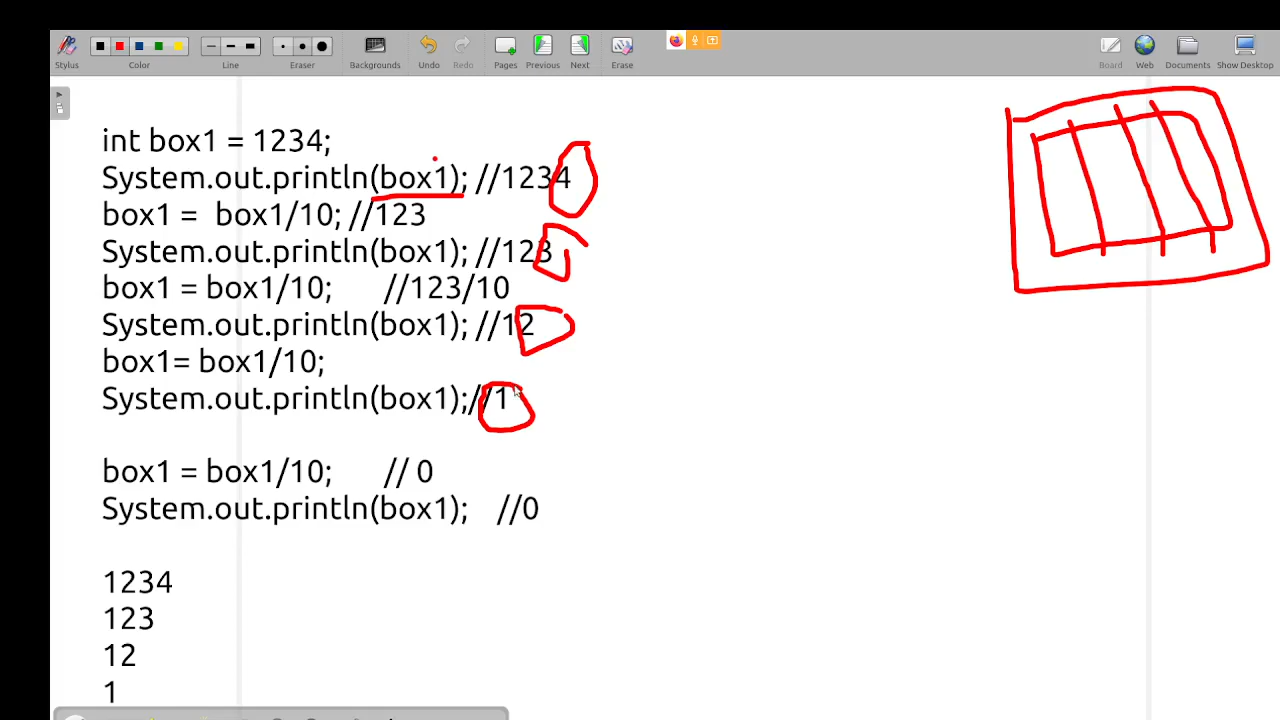 Stylus
Color
Line
Eraser
Backgrounds
Undo
Redo
Pages
Previous
Next
Erase
Board
Web
Documents
Show Desktop
int box1 = 1234;
System.out.println(box1); //1234
box1 =  box1/10; //123
System.out.println(box1); //123
box1 = box1/10;      //123/10
System.out.println(box1); //12
box1= box1/10;
System.out.println(box1);//1
box1 = box1/10;      // 0
System.out.println(box1);   //0
1234
123
12
1